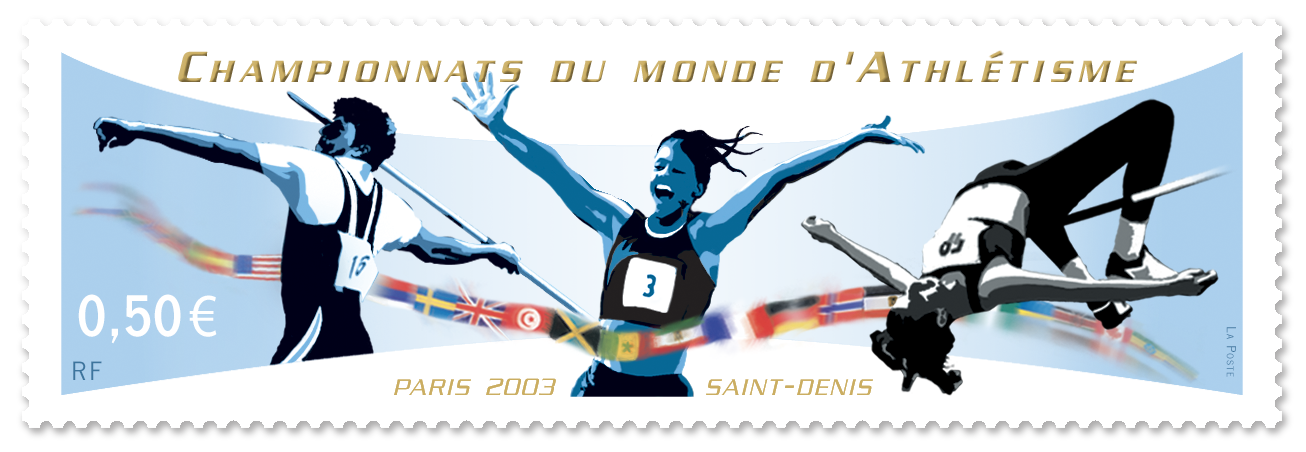 CHAMPIONNATS DU MONDE D'ATHLÉTISME
16
3
0,50€
RF
PARIS 2003 SAINT-DENIS
LA POSTE